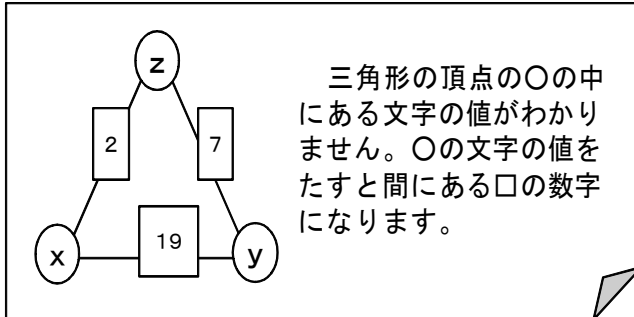 z
三角形の頂点の〇の中
にある文字の値がわかり
ません。〇の文字の値を
たすと間にある□の数字
になります。
2
7
19
x
y